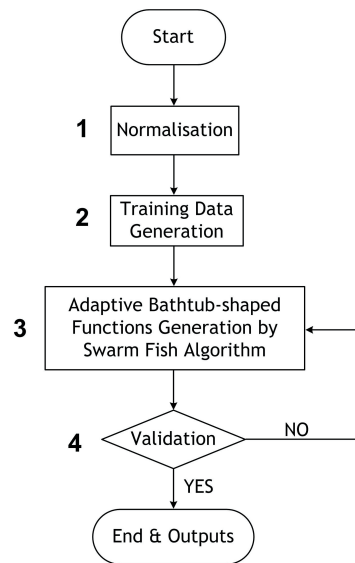 Start
1
Normalisation
2
Training Data
Generation
3
Adaptive Bathtub-shaped
Functions Generation by
Swarm Fish Algorithm
4
Validation
NO
YES
End & Outputs